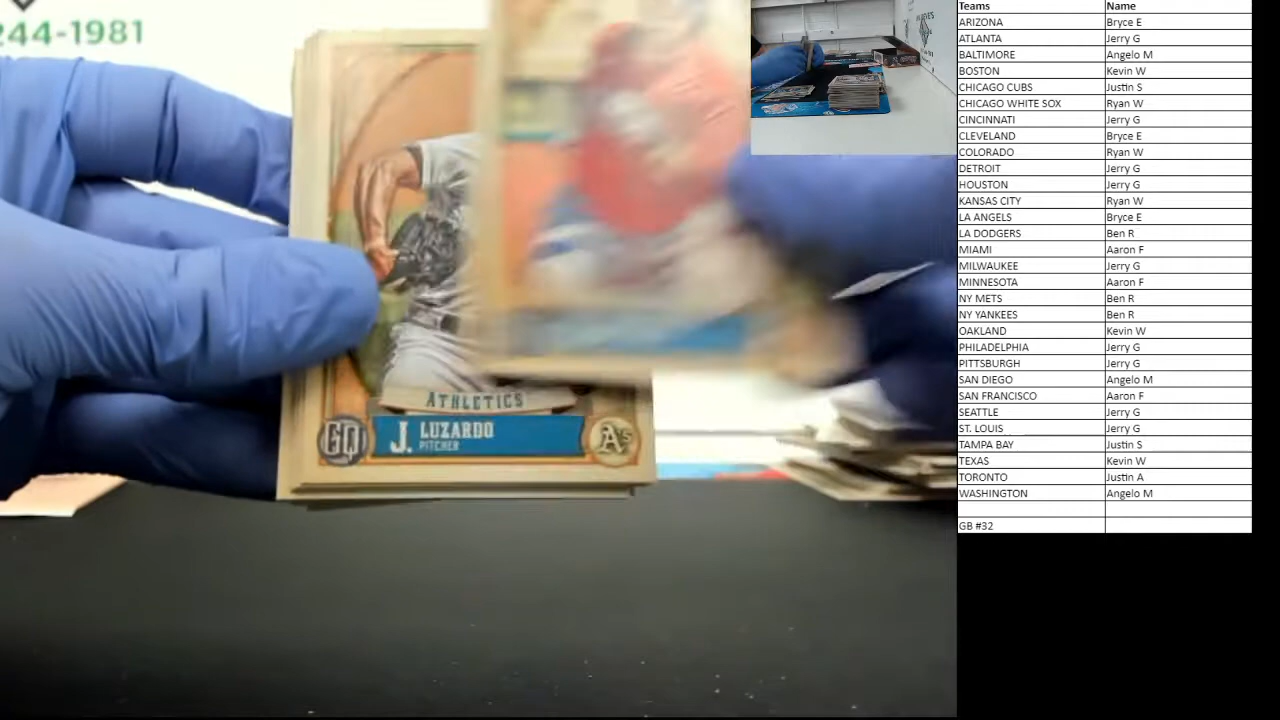 244-1981
ATHLETICS
GQ J. LUZARDO A's
PITCHER
Teams Name
ARIZONA Bryce E
ATLANTA Jerry G
BALTIMORE Angelo M
BOSTON Kevin W
CHICAGO CUBS Justin S
CHICAGO WHITE SOX Ryan W
CINCINNATI Jerry G
CLEVELAND Bryce E
COLORADO Ryan W
DETROIT Jerry G
HOUSTON Jerry G
KANSAS CITY Ryan W
LA ANGELS Bryce E
LA DODGERS Ben R
MIAMI Aaron F
MILWAUKEE Jerry G
MINNESOTA Aaron F
NY METS Ben R
NY YANKEES Ben R
OAKLAND Kevin W
PHILADELPHIA Jerry G
PITTSBURGH Jerry G
SAN DIEGO Angelo M
SAN FRANCISCO Aaron F
SEATTLE Jerry G
ST. LOUIS Jerry G
TAMPA BAY Justin S
TEXAS Kevin W
TORONTO Justin A
WASHINGTON Angelo M
GB #32